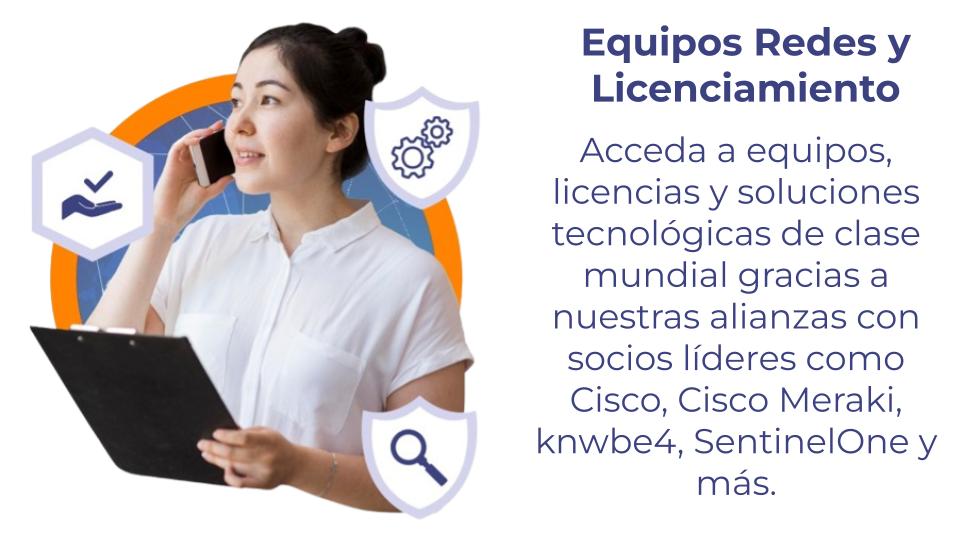 Equipos Redes y
Licenciamiento
Acceda a equipos,
licencias y soluciones
tecnológicas de clase
mundial gracias a
nuestras alianzas con
socios líderes como
Cisco, Cisco Meraki,
knwbe4, SentinelOne y
más.